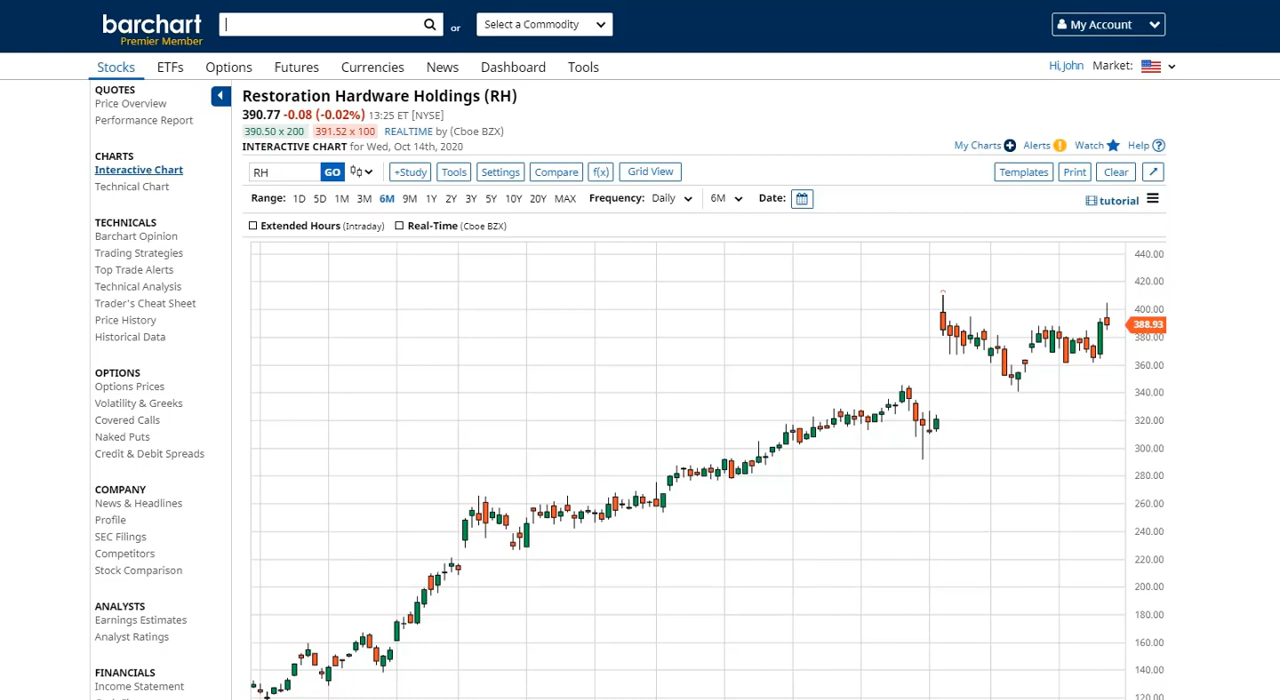 barchart
Premier Member
or
Select a Commodity
My Account
Stocks
ETFs
Options
Futures
Currencies
News
Dashboard
Tools
Hi, John
Market:
QUOTES
Price Overview
Performance Report
CHARTS
Interactive Chart
Technical Chart
TECHNICALS
Barchart Opinion
Trading Strategies
Top Trade Alerts
Technical Analysis
Trader's Cheat Sheet
Price History
Historical Data
OPTIONS
Options Prices
Volatility & Greeks
Covered Calls
Naked Puts
Credit & Debit Spreads
COMPANY
News & Headlines
Profile
SEC Filings
Competitors
Stock Comparison
ANALYSTS
Earnings Estimates
Analyst Ratings
FINANCIALS
Income Statement
Restoration Hardware Holdings (RH)
390.77 -0.08 (-0.02%) 13:25 ET [NYSE]
390.50 x 200 391.52 x 100 REALTIME by (Cboe BZX)
INTERACTIVE CHART for Wed, Oct 14th, 2020
My Charts Alerts Watch Help
RH GO +Study Tools Settings Compare f(x) Grid View Templates Print Clear
Range: 1D 5D 1M 3M 6M 9M 1Y 2Y 3Y 5Y 10Y 20Y MAX Frequency: Daily 6M Date:
tutorial
Extended Hours (Intraday) Real-Time (Cboe BZX)
440.00
420.00
400.00
388.93
380.00
360.00
340.00
320.00
300.00
280.00
260.00
240.00
220.00
200.00
180.00
160.00
140.00
120.00